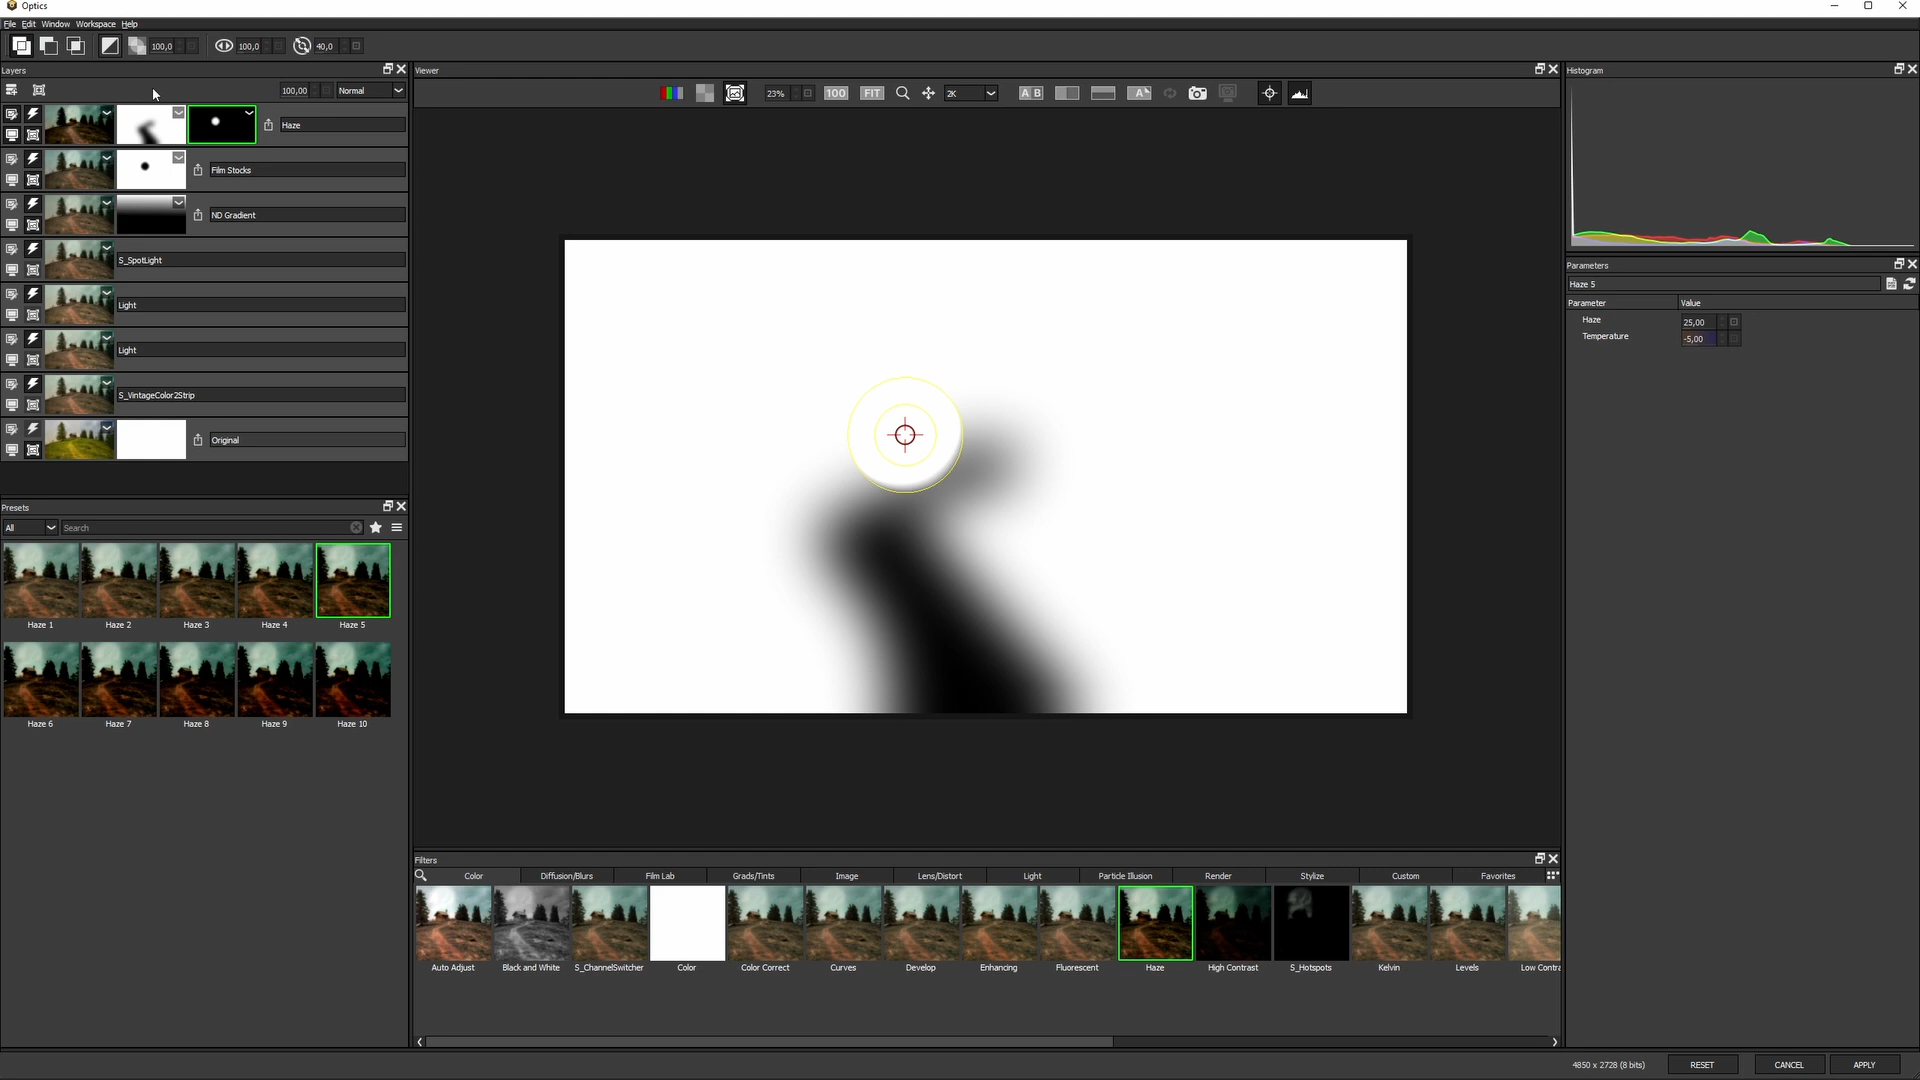 Optics
File Edit Window Workspace Help
100,0 100,0 40,0
Layers
100,00 Normal
Haze
Film Stocks
ND Gradient
S_SpotLight
Light
Light
S_VintageColor2Strip
Original
Presets
All Search
Haze 1 Haze 2 Haze 3 Haze 4 Haze 5
Haze 6 Haze 7 Haze 8 Haze 9 Haze 10
Viewer
23% 100 FIT 2K A B A
Filters
Color Diffusion/Blurs Film Lab Grads/Tints Image Lens/Distort Light Particle Illusion Render Stylize Custom Favorites
Auto Adjust Black and White S_ChannelSwitcher Color Color Correct Curves Develop Enhancing Fluorescent Haze High Contrast S_Hotspots Kelvin Levels Low Contra
Histogram
Parameters
Haze 5
Parameter Value
Haze 25,00
Temperature -5,00
4850 x 2728 (8 bits) RESET CANCEL APPLY